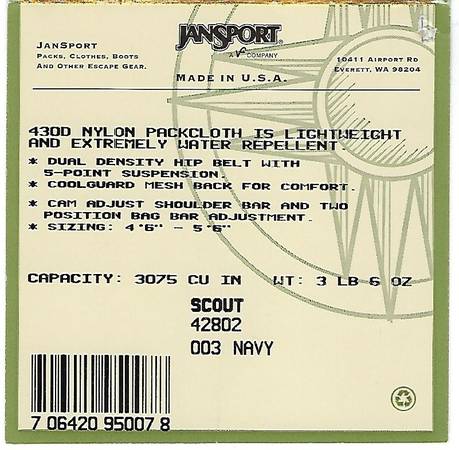 JANSPORT
A VF COMPANY
JANSPORT
PACKS, CLOTHES, BOOTS
AND OTHER ESCAPE GEAR.
MADE IN U.S.A.
10411 AIRPORT RD
EVERETT, WA 98204
430D NYLON PACKCLOTH IS LIGHTWEIGHT
AND EXTREMELY WATER REPELLENT.
* DUAL DENSITY HIP BELT WITH
5-POINT SUSPENSION.
* COOLGUARD MESH BACK FOR COMFORT.
* CAM ADJUST SHOULDER BAR AND TWO
POSITION BAG BAR ADJUSTMENT.
* SIZING: 4'6" - 5'6"
CAPACITY: 3075 CU IN WT: 3 LB 6 OZ
SCOUT
42802
003 NAVY
7 06420 95007 8